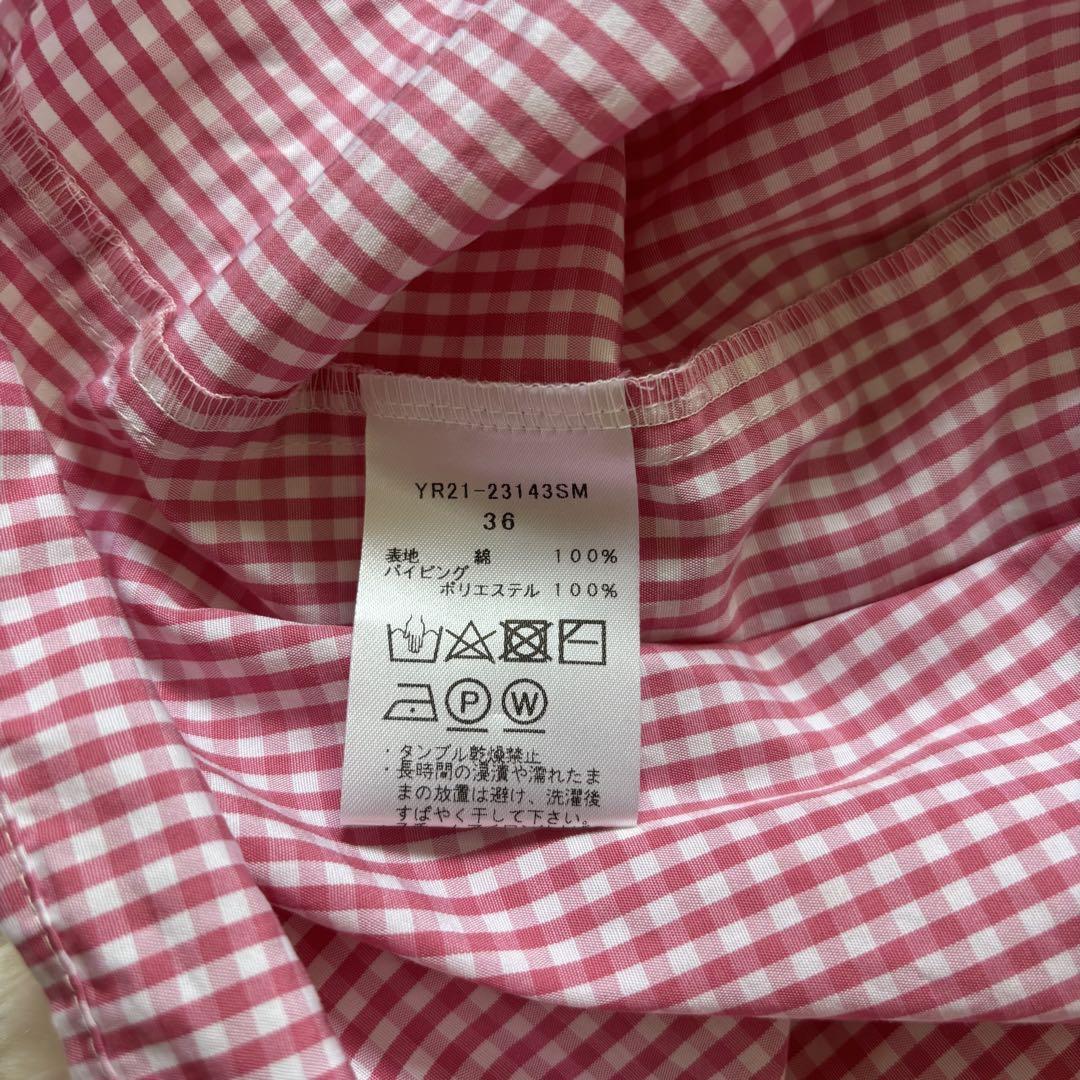 YR21-23143SM
36
表地 綿 100%
パイピング
ポリエステル 100%
P W
・タンブル乾燥禁止
・長時間の浸漬や濡れたま
まの放置は避け、洗濯後
すばやく干して下さい。